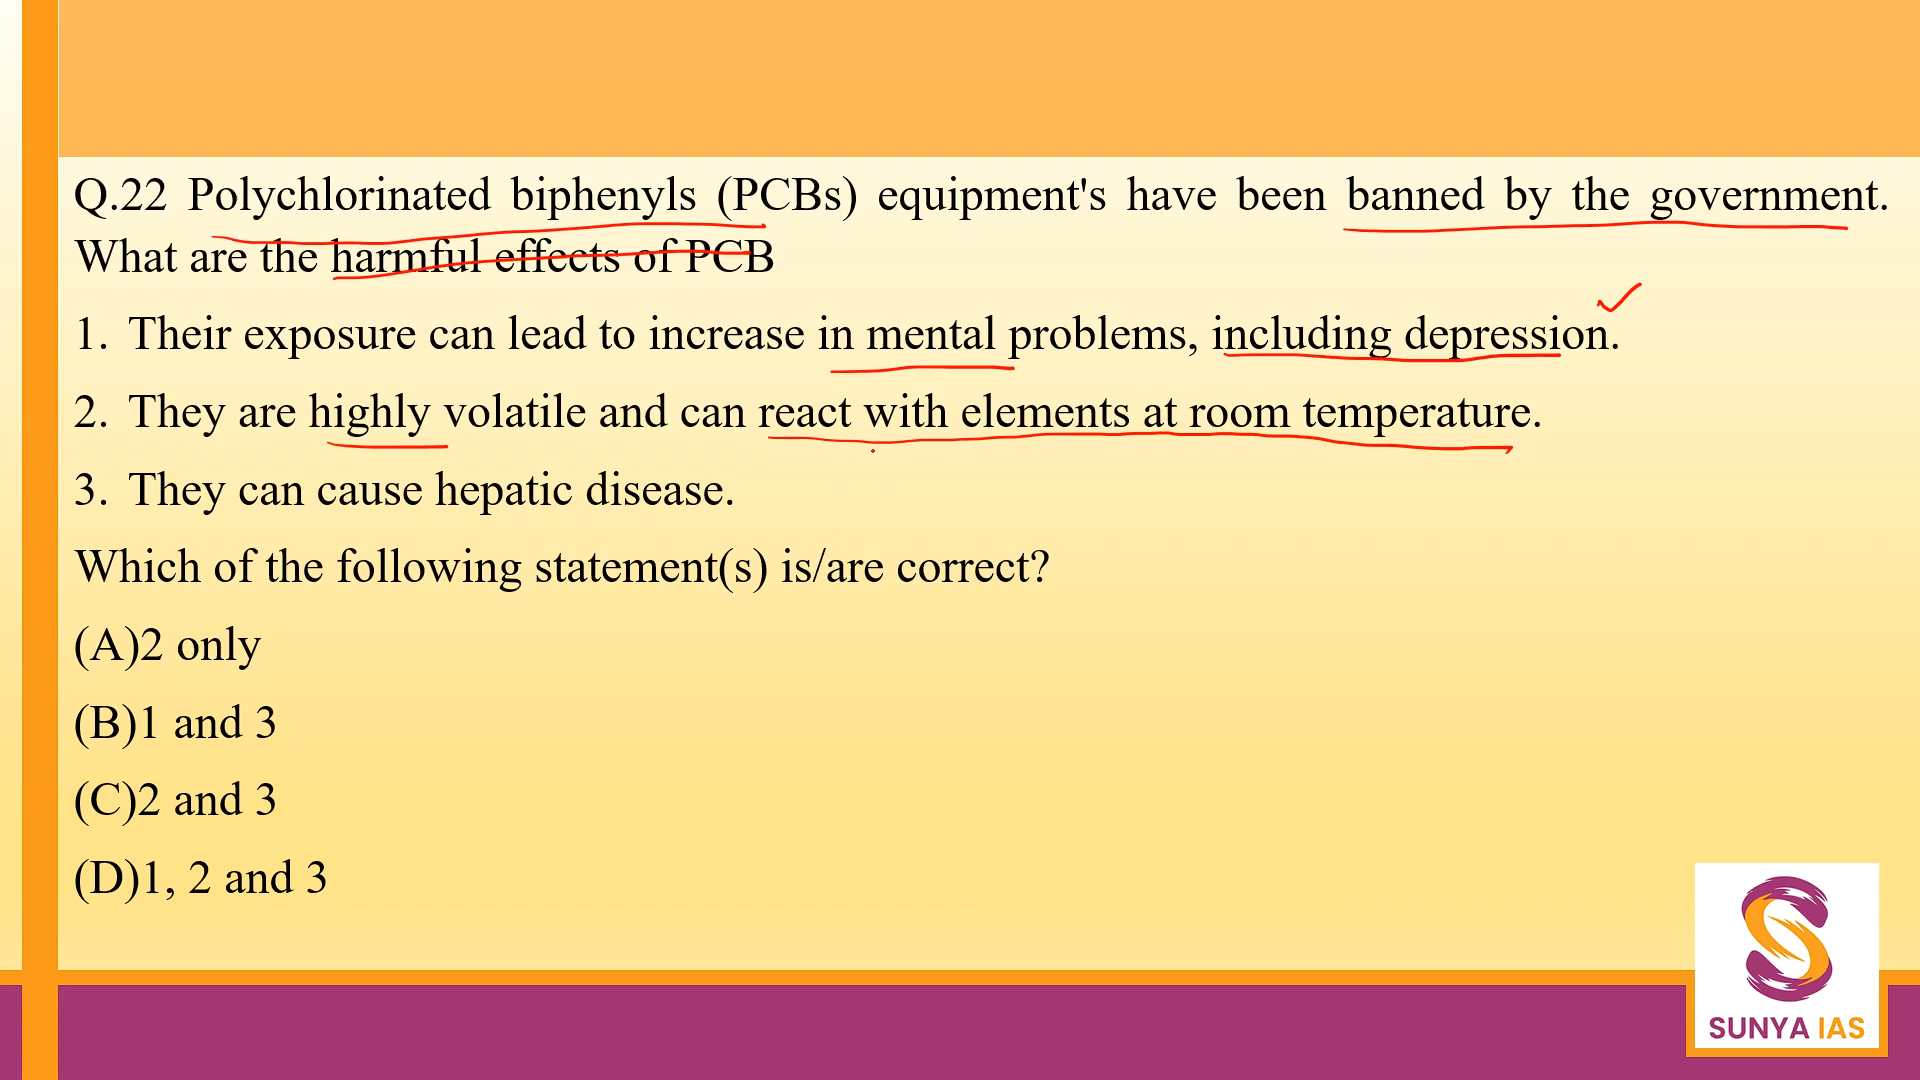 Q.22 Polychlorinated biphenyls (PCBs) equipment's have been banned by the government.
What are the harmful effects of PCB
1. Their exposure can lead to increase in mental problems, including depression.
2. They are highly volatile and can react with elements at room temperature.
3. They can cause hepatic disease.
Which of the following statement(s) is/are correct?
(A)2 only
(B)1 and 3
(C)2 and 3
(D)1, 2 and 3
SUNYA IAS